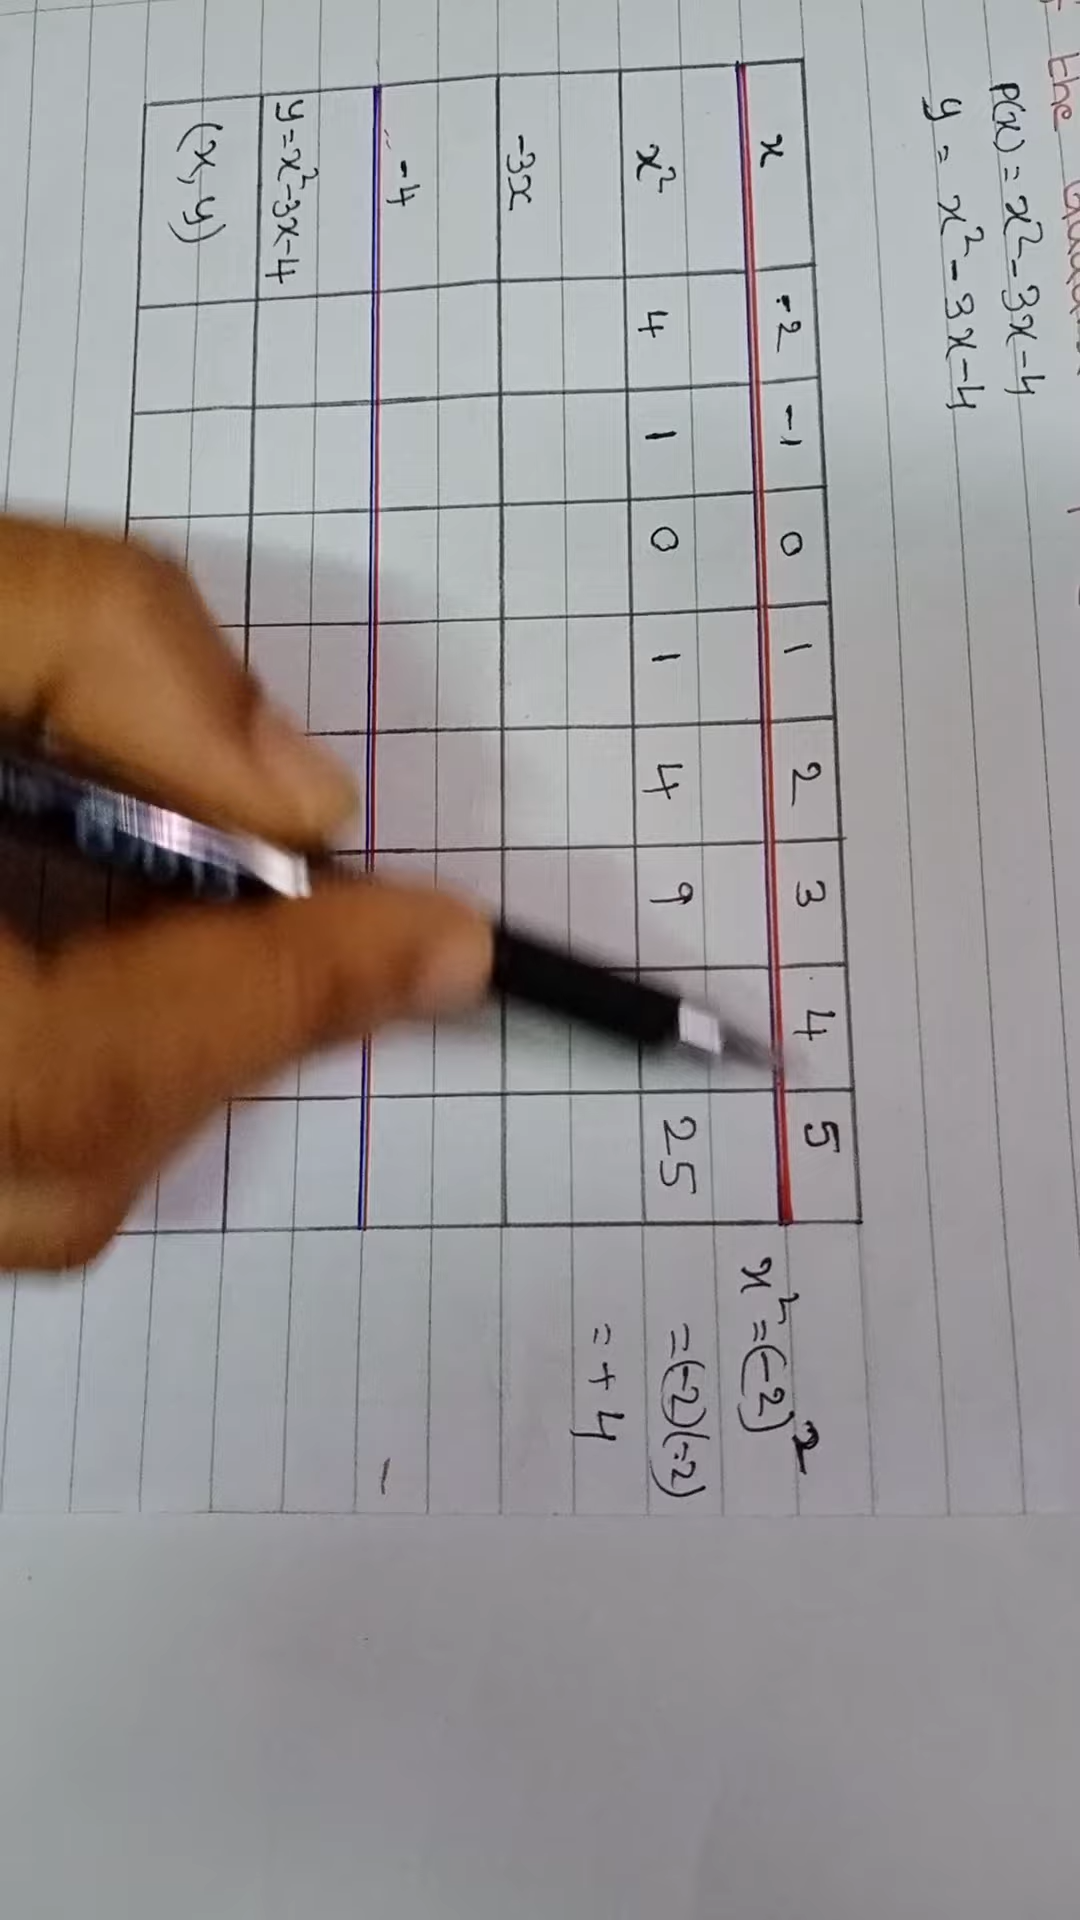 the
P(x) = x² - 3x - 4
y = x² - 3x - 4
x -2 -1 0 1 2 3 4 5
x² 4 1 0 1 4 9 25
-3x
-4
y = x² - 3x - 4
(x, y)
x² = (-2)²
= (-2)(-2)
= + 4